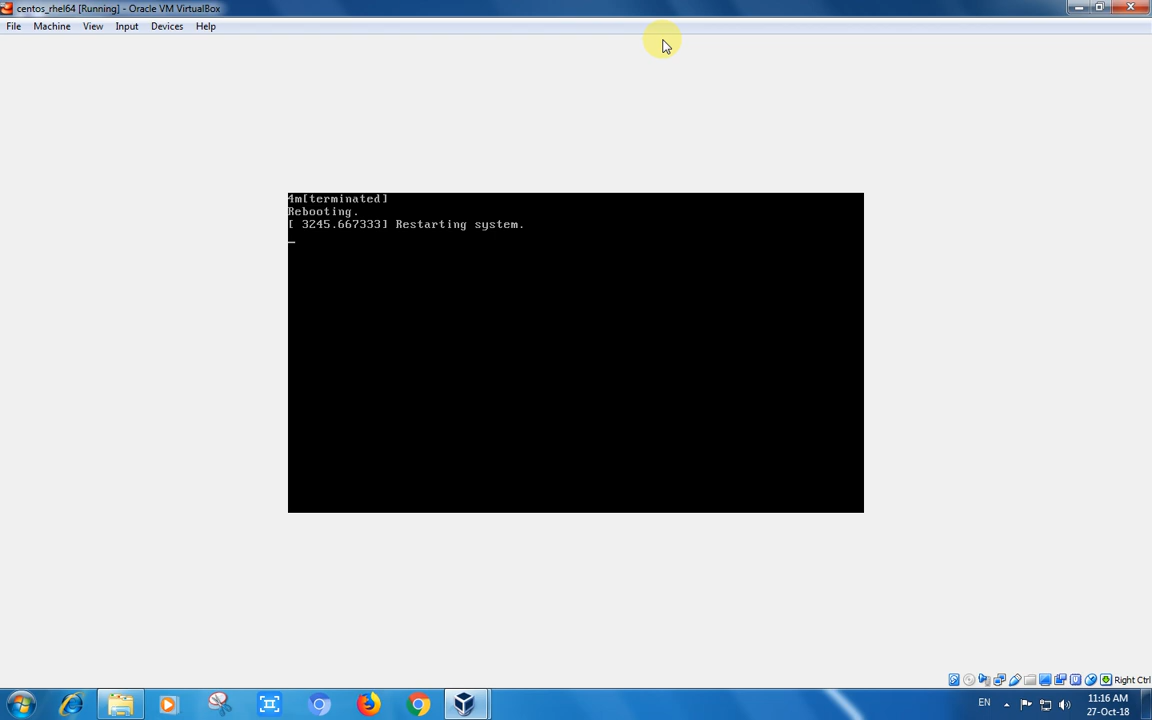 centos_rhel64 [Running] - Oracle VM VirtualBox
File Machine View Input Devices Help
4m[terminated]
Rebooting.
[ 3245.667333] Restarting system.
_
Right Ctrl
EN
11:16 AM
27-Oct-18